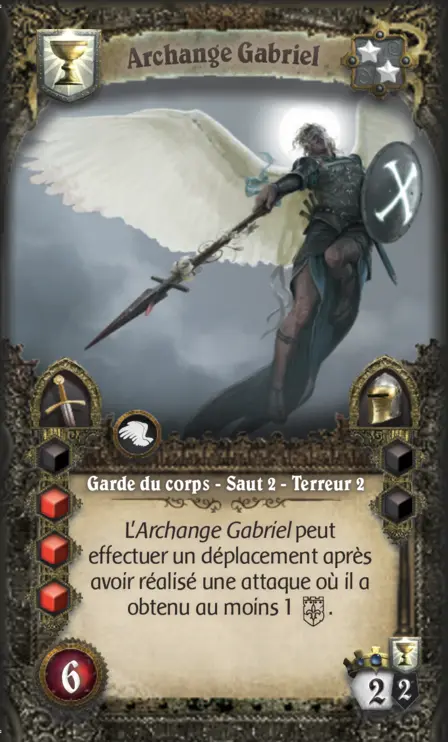 Archange Gabriel
Garde du corps - Saut 2 - Terreur 2
L'Archange Gabriel peut
effectuer un déplacement après
avoir réalisé une attaque où il a
obtenu au moins 1 .
6
2 2